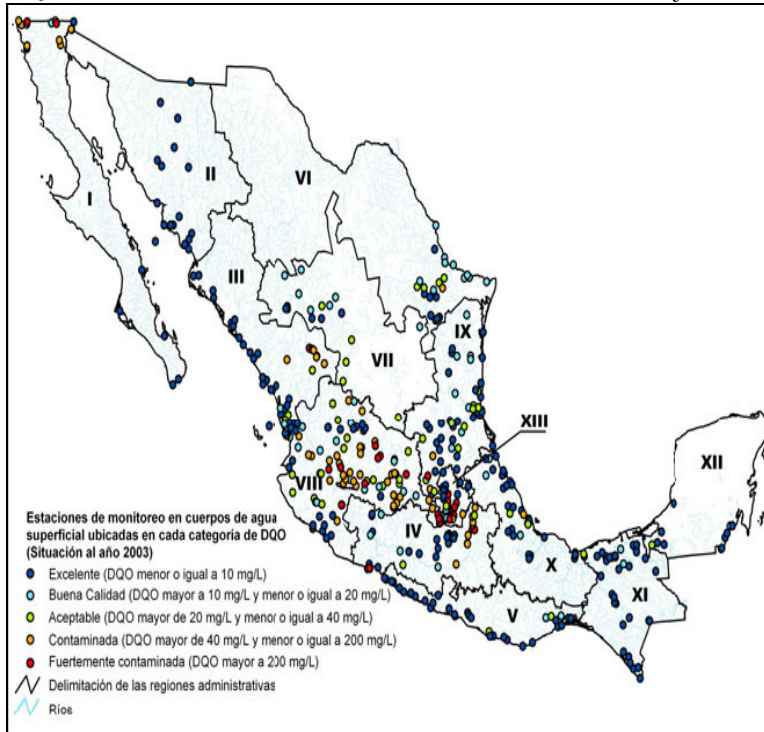 I
II
III
VI
VII
IX
XIII
VIII
IV
XII
X
V
XI
Estaciones de monitoreo en cuerpos de agua
superficial ubicadas en cada categoría de DQO
(Situación al año 2003)
Excelente (DQO menor o igual a 10 mg/L)
Buena Calidad (DQO mayor a 10 mg/L y menor o igual a 20 mg/L)
Aceptable (DQO mayor de 20 mg/L y menor o igual a 40 mg/L)
Contaminada (DQO mayor de 40 mg/L y menor o igual a 200 mg/L)
Fuertemente contaminada (DQO mayor a 200 mg/L)
Delimitación de las regiones administrativas
Ríos